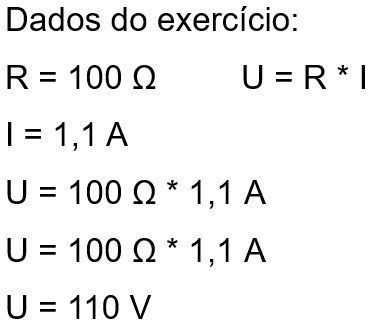 Dados do exercício:
R = 100 Ω U = R * I
I = 1,1 A
U = 100 Ω * 1,1 A
U = 100 Ω * 1,1 A
U = 110 V